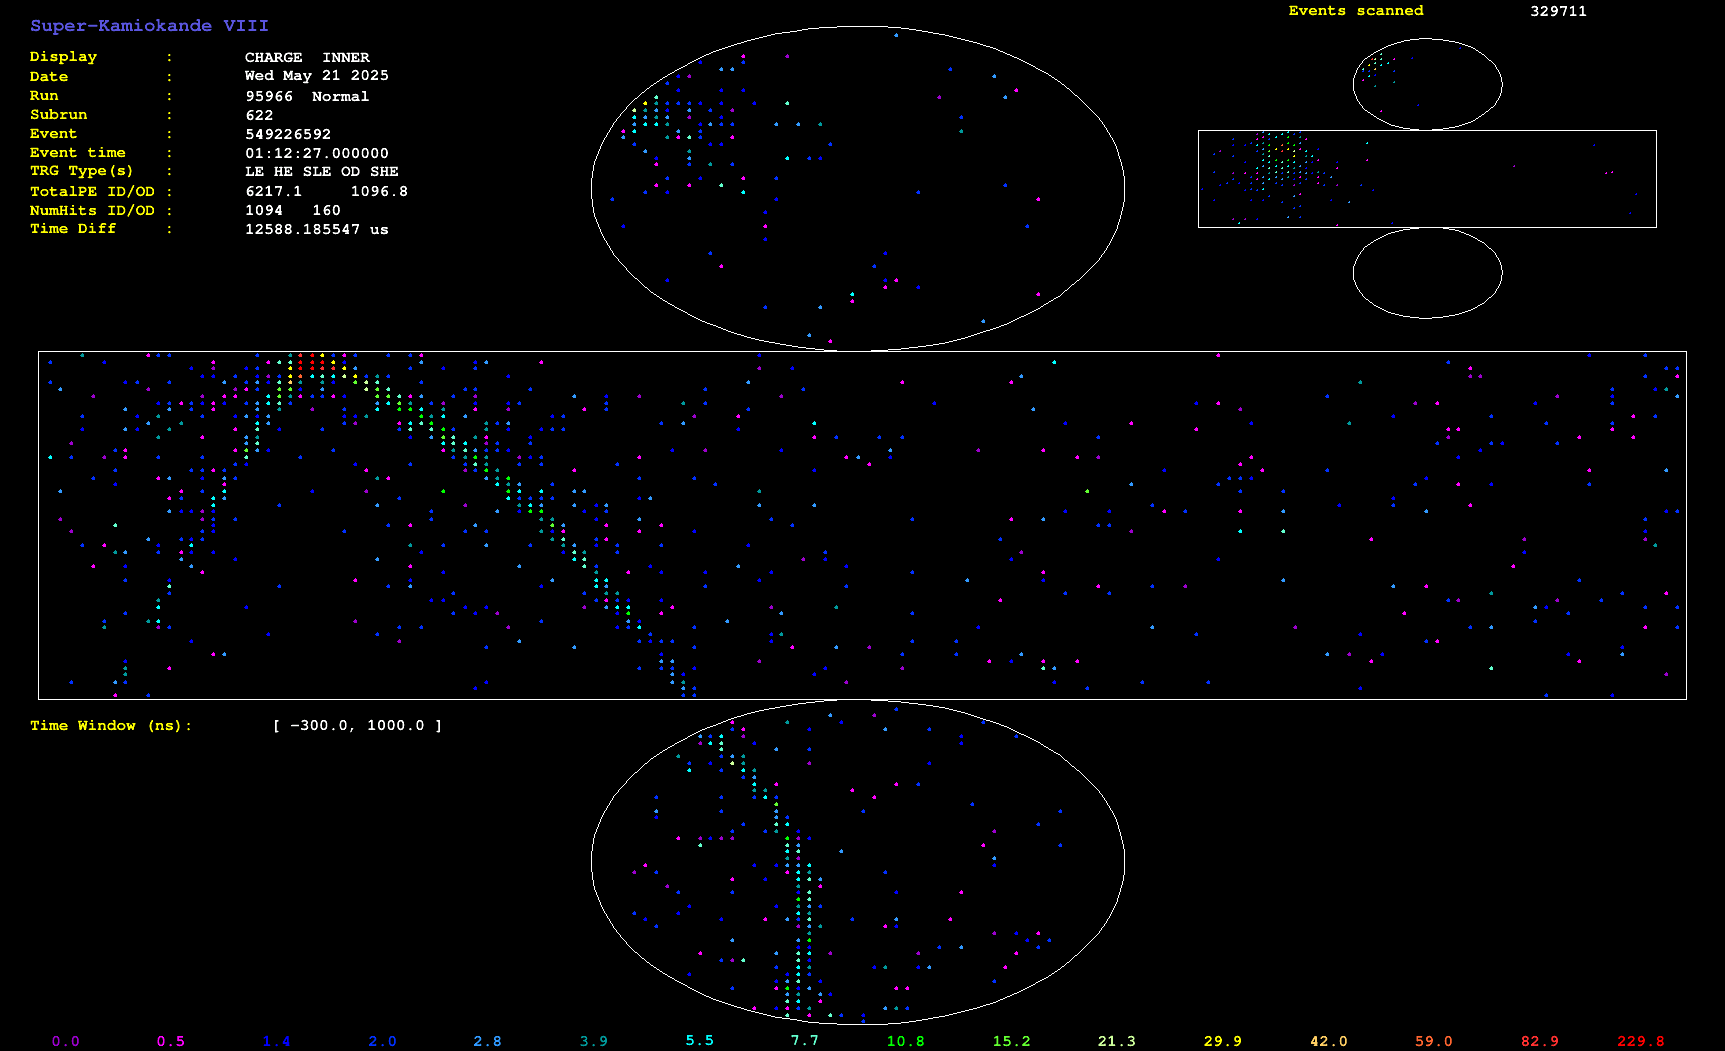 Super-Kamiokande VIII
Events scanned 329711
Display : CHARGE INNER
Date : Wed May 21 2025
Run : 95966 Normal
Subrun : 622
Event : 549226592
Event time : 01:12:27.000000
TRG Type(s) : LE HE SLE OD SHE
TotalPE ID/OD : 6217.1 1096.8
NumHits ID/OD : 1094 160
Time Diff : 12588.185547 us
Time Window (ns): [ -300.0, 1000.0 ]
0.0 0.5 1.4 2.0 2.8 3.9 5.5 7.7 10.8 15.2 21.3 29.9 42.0 59.0 82.9 229.8